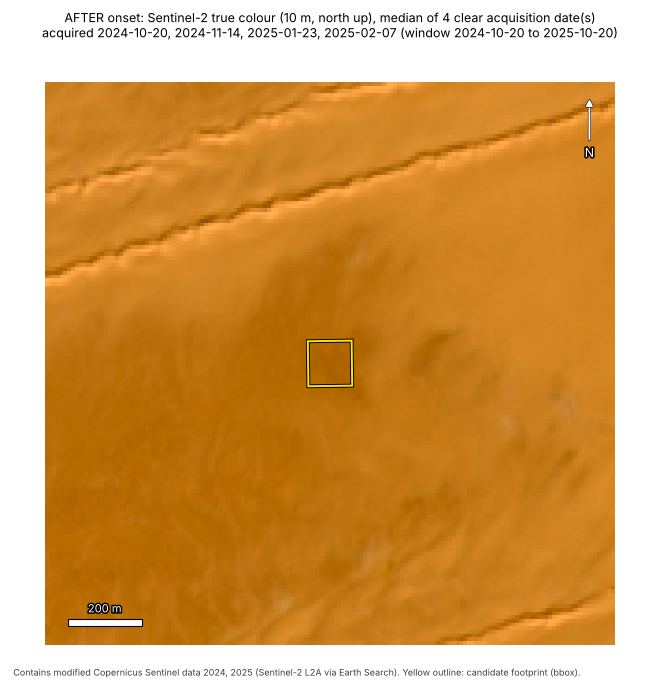 AFTER onset: Sentinel-2 true colour (10 m, north up), median of 4 clear acquisition date(s)
acquired 2024-10-20, 2024-11-14, 2025-01-23, 2025-02-07 (window 2024-10-20 to 2025-10-20)
N
200 m
Contains modified Copernicus Sentinel data 2024, 2025 (Sentinel-2 L2A via Earth Search). Yellow outline: candidate footprint (bbox).